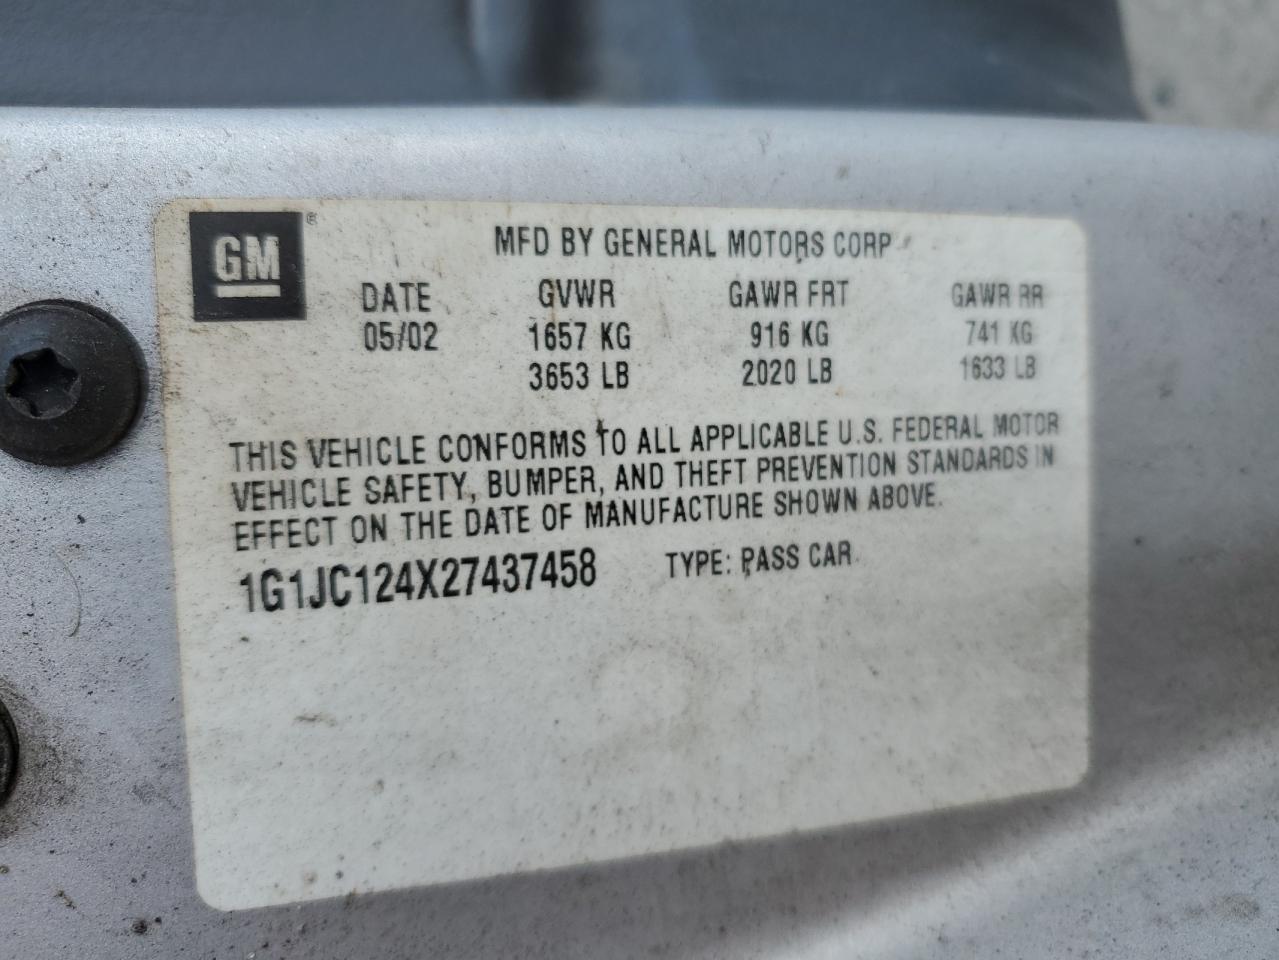 GM ®
MFD BY GENERAL MOTORS CORP
DATE GVWR GAWR FRT GAWR RR
05/02 1657 KG 916 KG 741 KG
3653 LB 2020 LB 1633 LB
THIS VEHICLE CONFORMS TO ALL APPLICABLE U.S. FEDERAL MOTOR
VEHICLE SAFETY, BUMPER, AND THEFT PREVENTION STANDARDS IN
EFFECT ON THE DATE OF MANUFACTURE SHOWN ABOVE.
1G1JC124X27437458 TYPE: PASS CAR